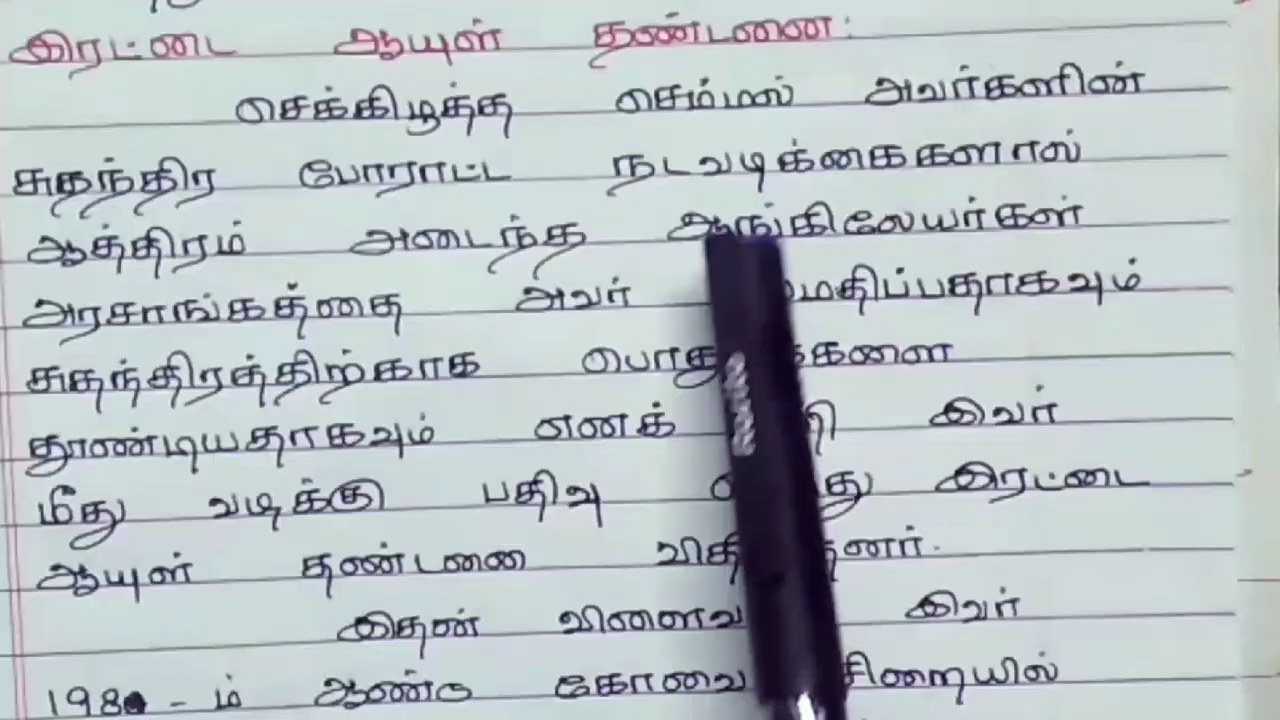 இரட்டை ஆயுள் தண்டனை:
செக்கிழுத்த செம்மல் அவர்களின்
சுதந்திர போராட்ட நடவடிக்கைகளால்
ஆத்திரம் அடைந்த ஆங்கிலேயர்கள்
அரசாங்கத்தை அவர்
சுதந்திரத்திற்காக
தூண்டியதாகவும் எனக் இவர்
மீது வடிக்கு பதிவு இரட்டை
ஆயுள் தண்டனை
இதன் இவர்
ம் ஆண்டு கோவை